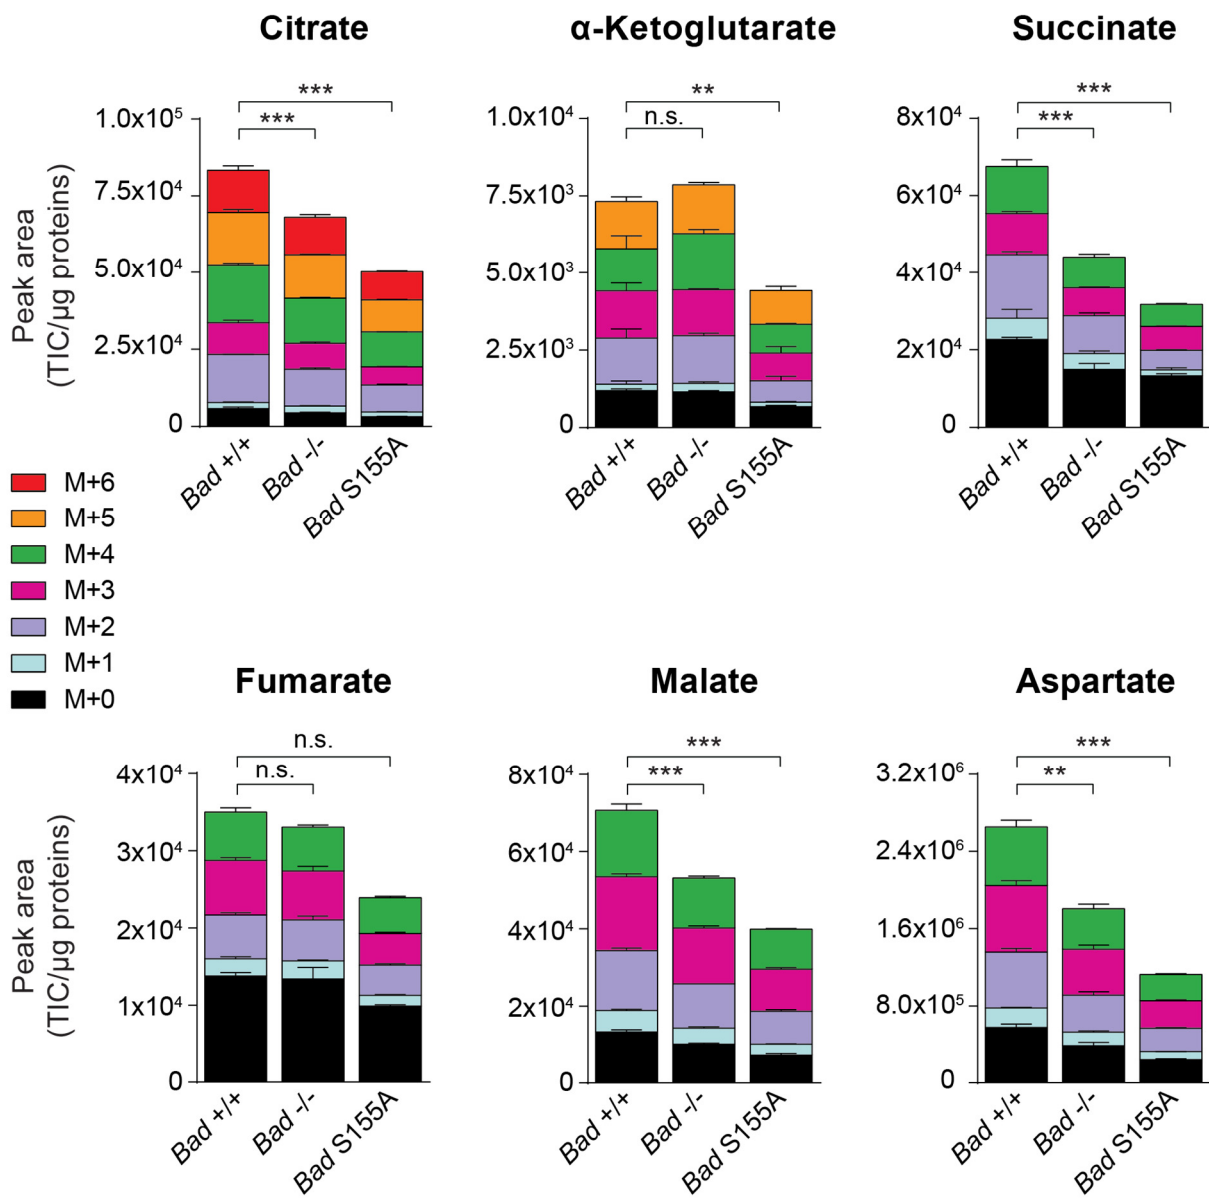 Citrate
α-Ketoglutarate
Succinate
Peak area
(TIC/µg proteins)
1.0x10⁵
7.5x10⁴
5.0x10⁴
2.5x10⁴
0
***
***
Bad +/+
Bad -/-
Bad S155A
1.0x10⁴
7.5x10³
5.0x10³
2.5x10³
0
**
n.s.
Bad +/+
Bad -/-
Bad S155A
8x10⁴
6x10⁴
4x10⁴
2x10⁴
0
***
***
Bad +/+
Bad -/-
Bad S155A
M+6
M+5
M+4
M+3
M+2
M+1
M+0
Fumarate
Malate
Aspartate
Peak area
(TIC/µg proteins)
4x10⁴
3x10⁴
2x10⁴
1x10⁴
0
n.s.
n.s.
Bad +/+
Bad -/-
Bad S155A
8x10⁴
6x10⁴
4x10⁴
2x10⁴
0
***
***
Bad +/+
Bad -/-
Bad S155A
3.2x10⁶
2.4x10⁶
1.6x10⁶
8.0x10⁵
0
***
**
Bad +/+
Bad -/-
Bad S155A